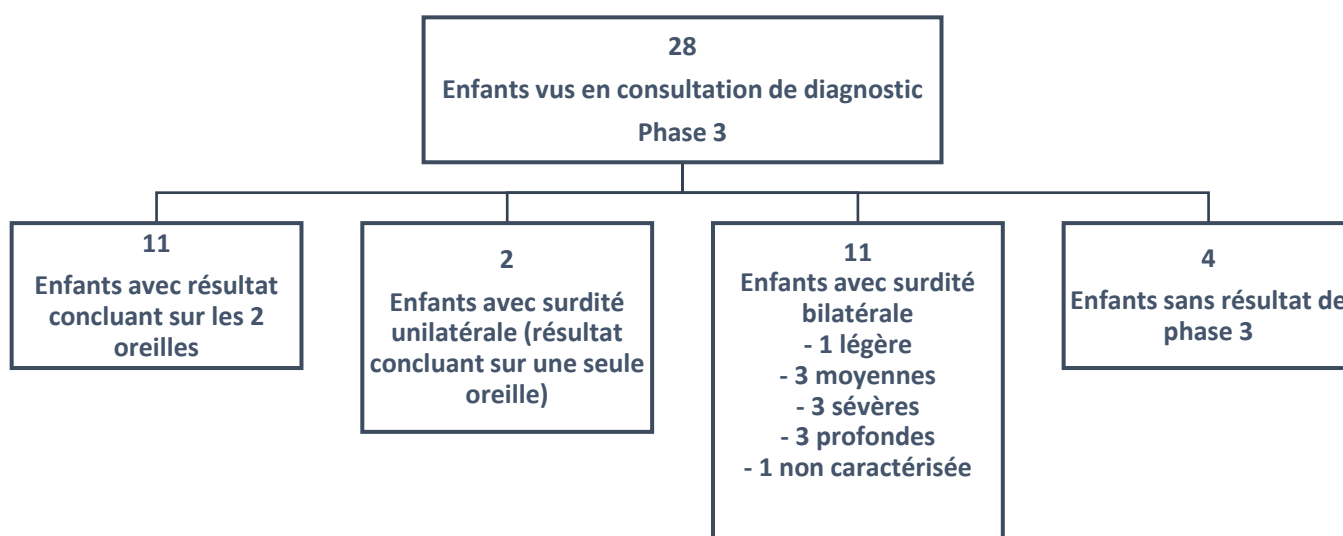 28
Enfants vus en consultation de diagnostic
Phase 3
11
Enfants avec résultat
concluant sur les 2
oreilles
2
Enfants avec surdité
unilatérale (résultat
concluant sur une seule
oreille)
11
Enfants avec surdité
bilatérale
- 1 légère
- 3 moyennes
- 3 sévères
- 3 profondes
- 1 non caractérisée
4
Enfants sans résultat de
phase 3